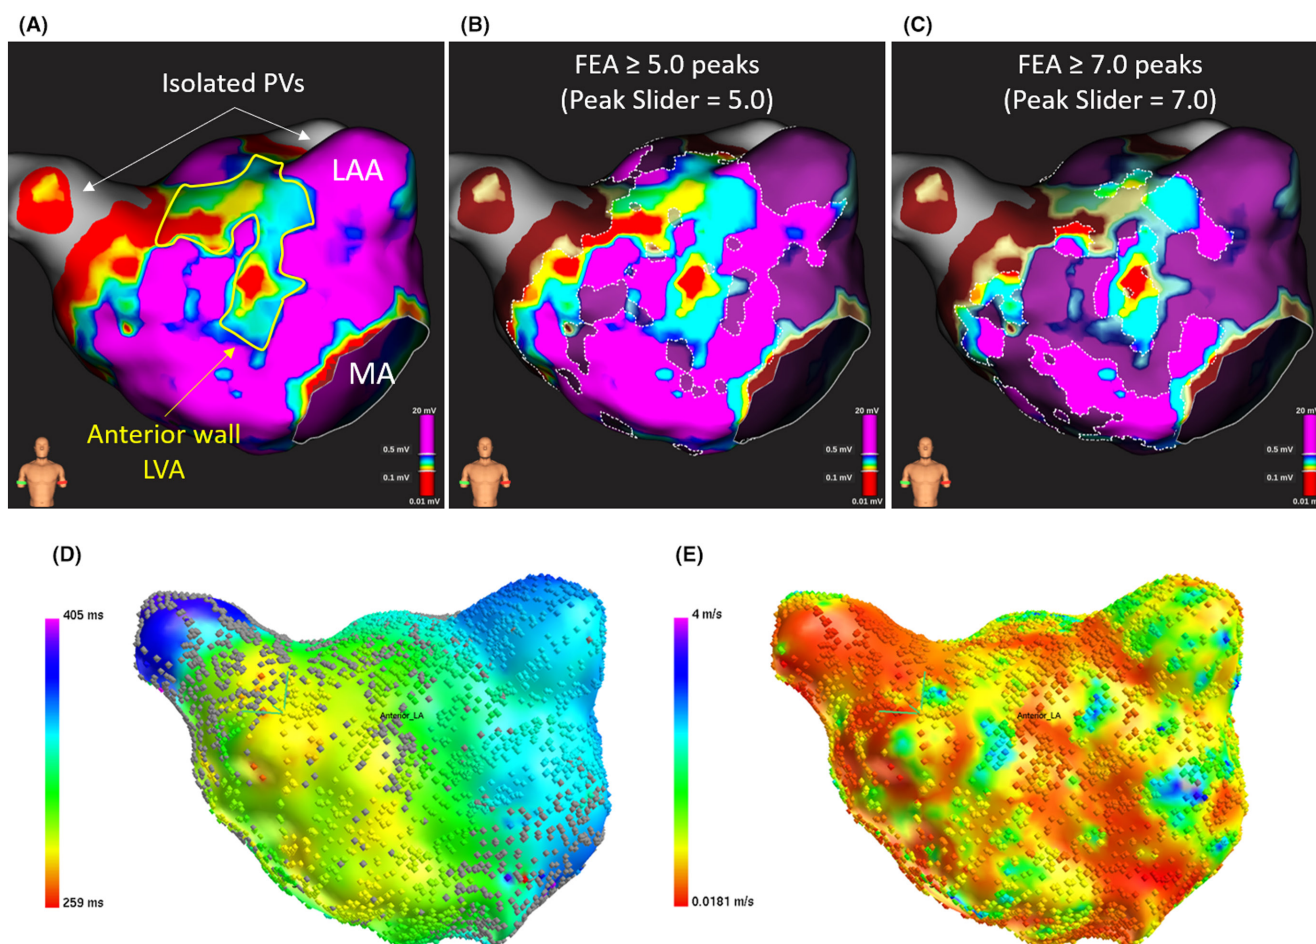 (A)
Isolated PVs
LAA
MA
Anterior wall
LVA
20 mV
0.5 mV
0.1 mV
0.01 mV
(B)
FEA ≥ 5.0 peaks
(Peak Slider = 5.0)
20 mV
0.5 mV
0.1 mV
0.01 mV
(C)
FEA ≥ 7.0 peaks
(Peak Slider = 7.0)
20 mV
0.5 mV
0.1 mV
0.01 mV
(D)
405 ms
Anterior_LA
259 ms
(E)
4 m/s
Anterior_LA
0.0181 m/s